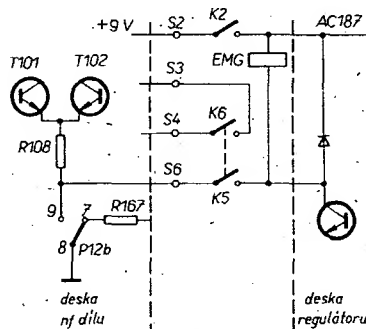 +9 V S2 K2 AC187
T101 T102 S3 EMG
S4 K6
R108
S6
K5
9 7 R167
8 P12b
deska nf dílu
deska regulátoru